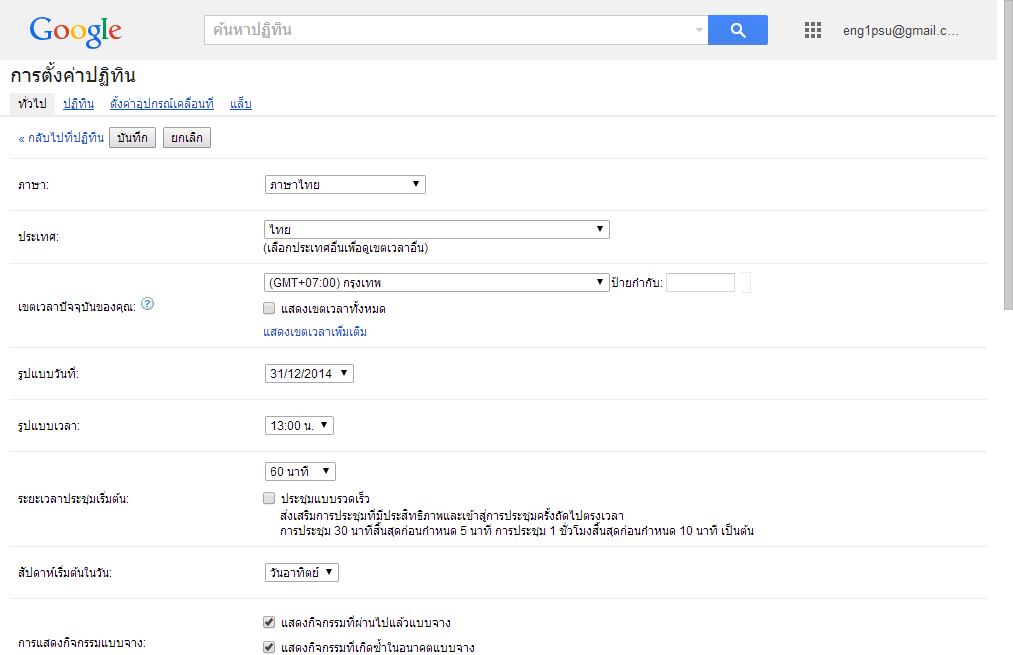 Google
ค้นหาปฏิทิน
eng1psu@gmail.c...
การตั้งค่าปฏิทิน
ทั่วไป ปฏิทิน ตั้งค่าอุปกรณ์เคลื่อนที่ แล็บ
« กลับไปที่ปฏิทิน บันทึก ยกเลิก
ภาษา: ภาษาไทย
ประเทศ: ไทย
(เลือกประเทศอื่นเพื่อดูเขตเวลาอื่น)
เขตเวลาปัจจุบันของคุณ: ? (GMT+07:00) กรุงเทพ ป้ายกำกับ:
แสดงเขตเวลาทั้งหมด
แสดงเขตเวลาเพิ่มเติม
รูปแบบวันที่: 31/12/2014
รูปแบบเวลา: 13:00 น.
ระยะเวลาประชุมเริ่มต้น: 60 นาที
ประชุมแบบรวดเร็ว
ส่งเสริมการประชุมที่มีประสิทธิภาพและเข้าสู่การประชุมครั้งถัดไปตรงเวลา
การประชุม 30 นาทีสิ้นสุดก่อนกำหนด 5 นาที การประชุม 1 ชั่วโมงสิ้นสุดก่อนกำหนด 10 นาที เป็นต้น
สัปดาห์เริ่มต้นในวัน: วันอาทิตย์
การแสดงกิจกรรมแบบจาง: แสดงกิจกรรมที่ผ่านไปแล้วแบบจาง
แสดงกิจกรรมที่เกิดซ้ำในอนาคตแบบจาง